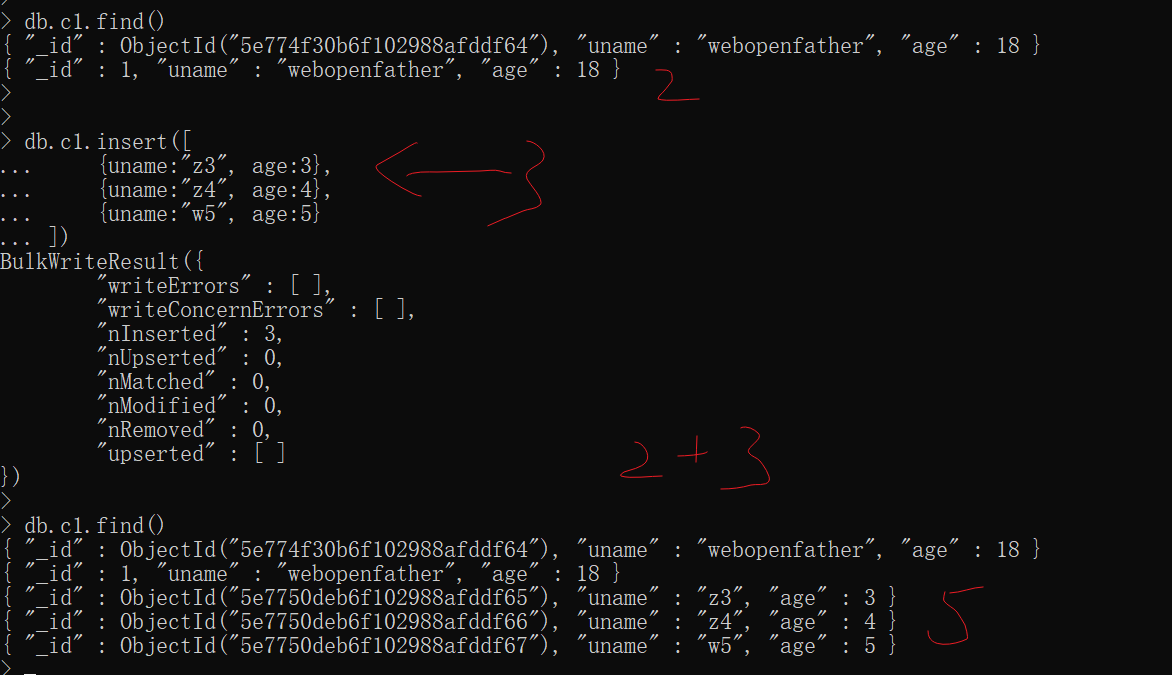 > db.c1.find()
{ "_id" : ObjectId("5e774f30b6f102988afddf64"), "uname" : "webopenfather", "age" : 18 }
{ "_id" : 1, "uname" : "webopenfather", "age" : 18 }
2
>
>
> db.c1.insert([
...     {uname:"z3", age:3},
3
...     {uname:"z4", age:4},
...     {uname:"w5", age:5}
... ])
BulkWriteResult({
        "writeErrors" : [ ],
        "writeConcernErrors" : [ ],
        "nInserted" : 3,
        "nUpserted" : 0,
        "nMatched" : 0,
        "nModified" : 0,
        "nRemoved" : 0,
        "upserted" : [ ]
2 + 3
})
>
> db.c1.find()
{ "_id" : ObjectId("5e774f30b6f102988afddf64"), "uname" : "webopenfather", "age" : 18 }
{ "_id" : 1, "uname" : "webopenfather", "age" : 18 }
{ "_id" : ObjectId("5e7750deb6f102988afddf65"), "uname" : "z3", "age" : 3 }
{ "_id" : ObjectId("5e7750deb6f102988afddf66"), "uname" : "z4", "age" : 4 }
5
{ "_id" : ObjectId("5e7750deb6f102988afddf67"), "uname" : "w5", "age" : 5 }
>